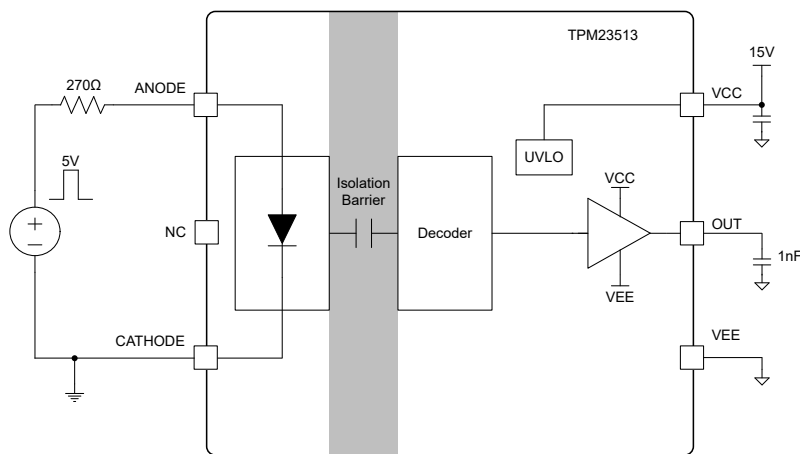 TPM23513
15V
270Ω
ANODE
VCC
5V
UVLO
Isolation
Barrier
VCC
+
−
NC
Decoder
OUT
1nF
VEE
CATHODE
VEE